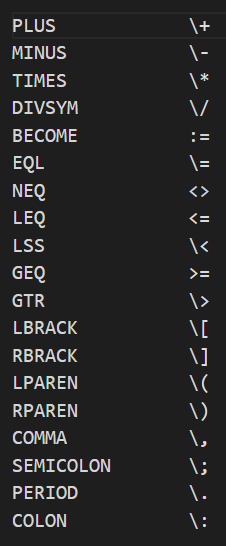 PLUS \+
MINUS \-
TIMES \*
DIVSYM \/
BECOME :=
EQL \=
NEQ <>
LEQ <=
LSS \<
GEQ >=
GTR \>
LBRACK \[
RBRACK \]
LPAREN \(
RPAREN \)
COMMA \,
SEMICOLON \;
PERIOD \.
COLON \: